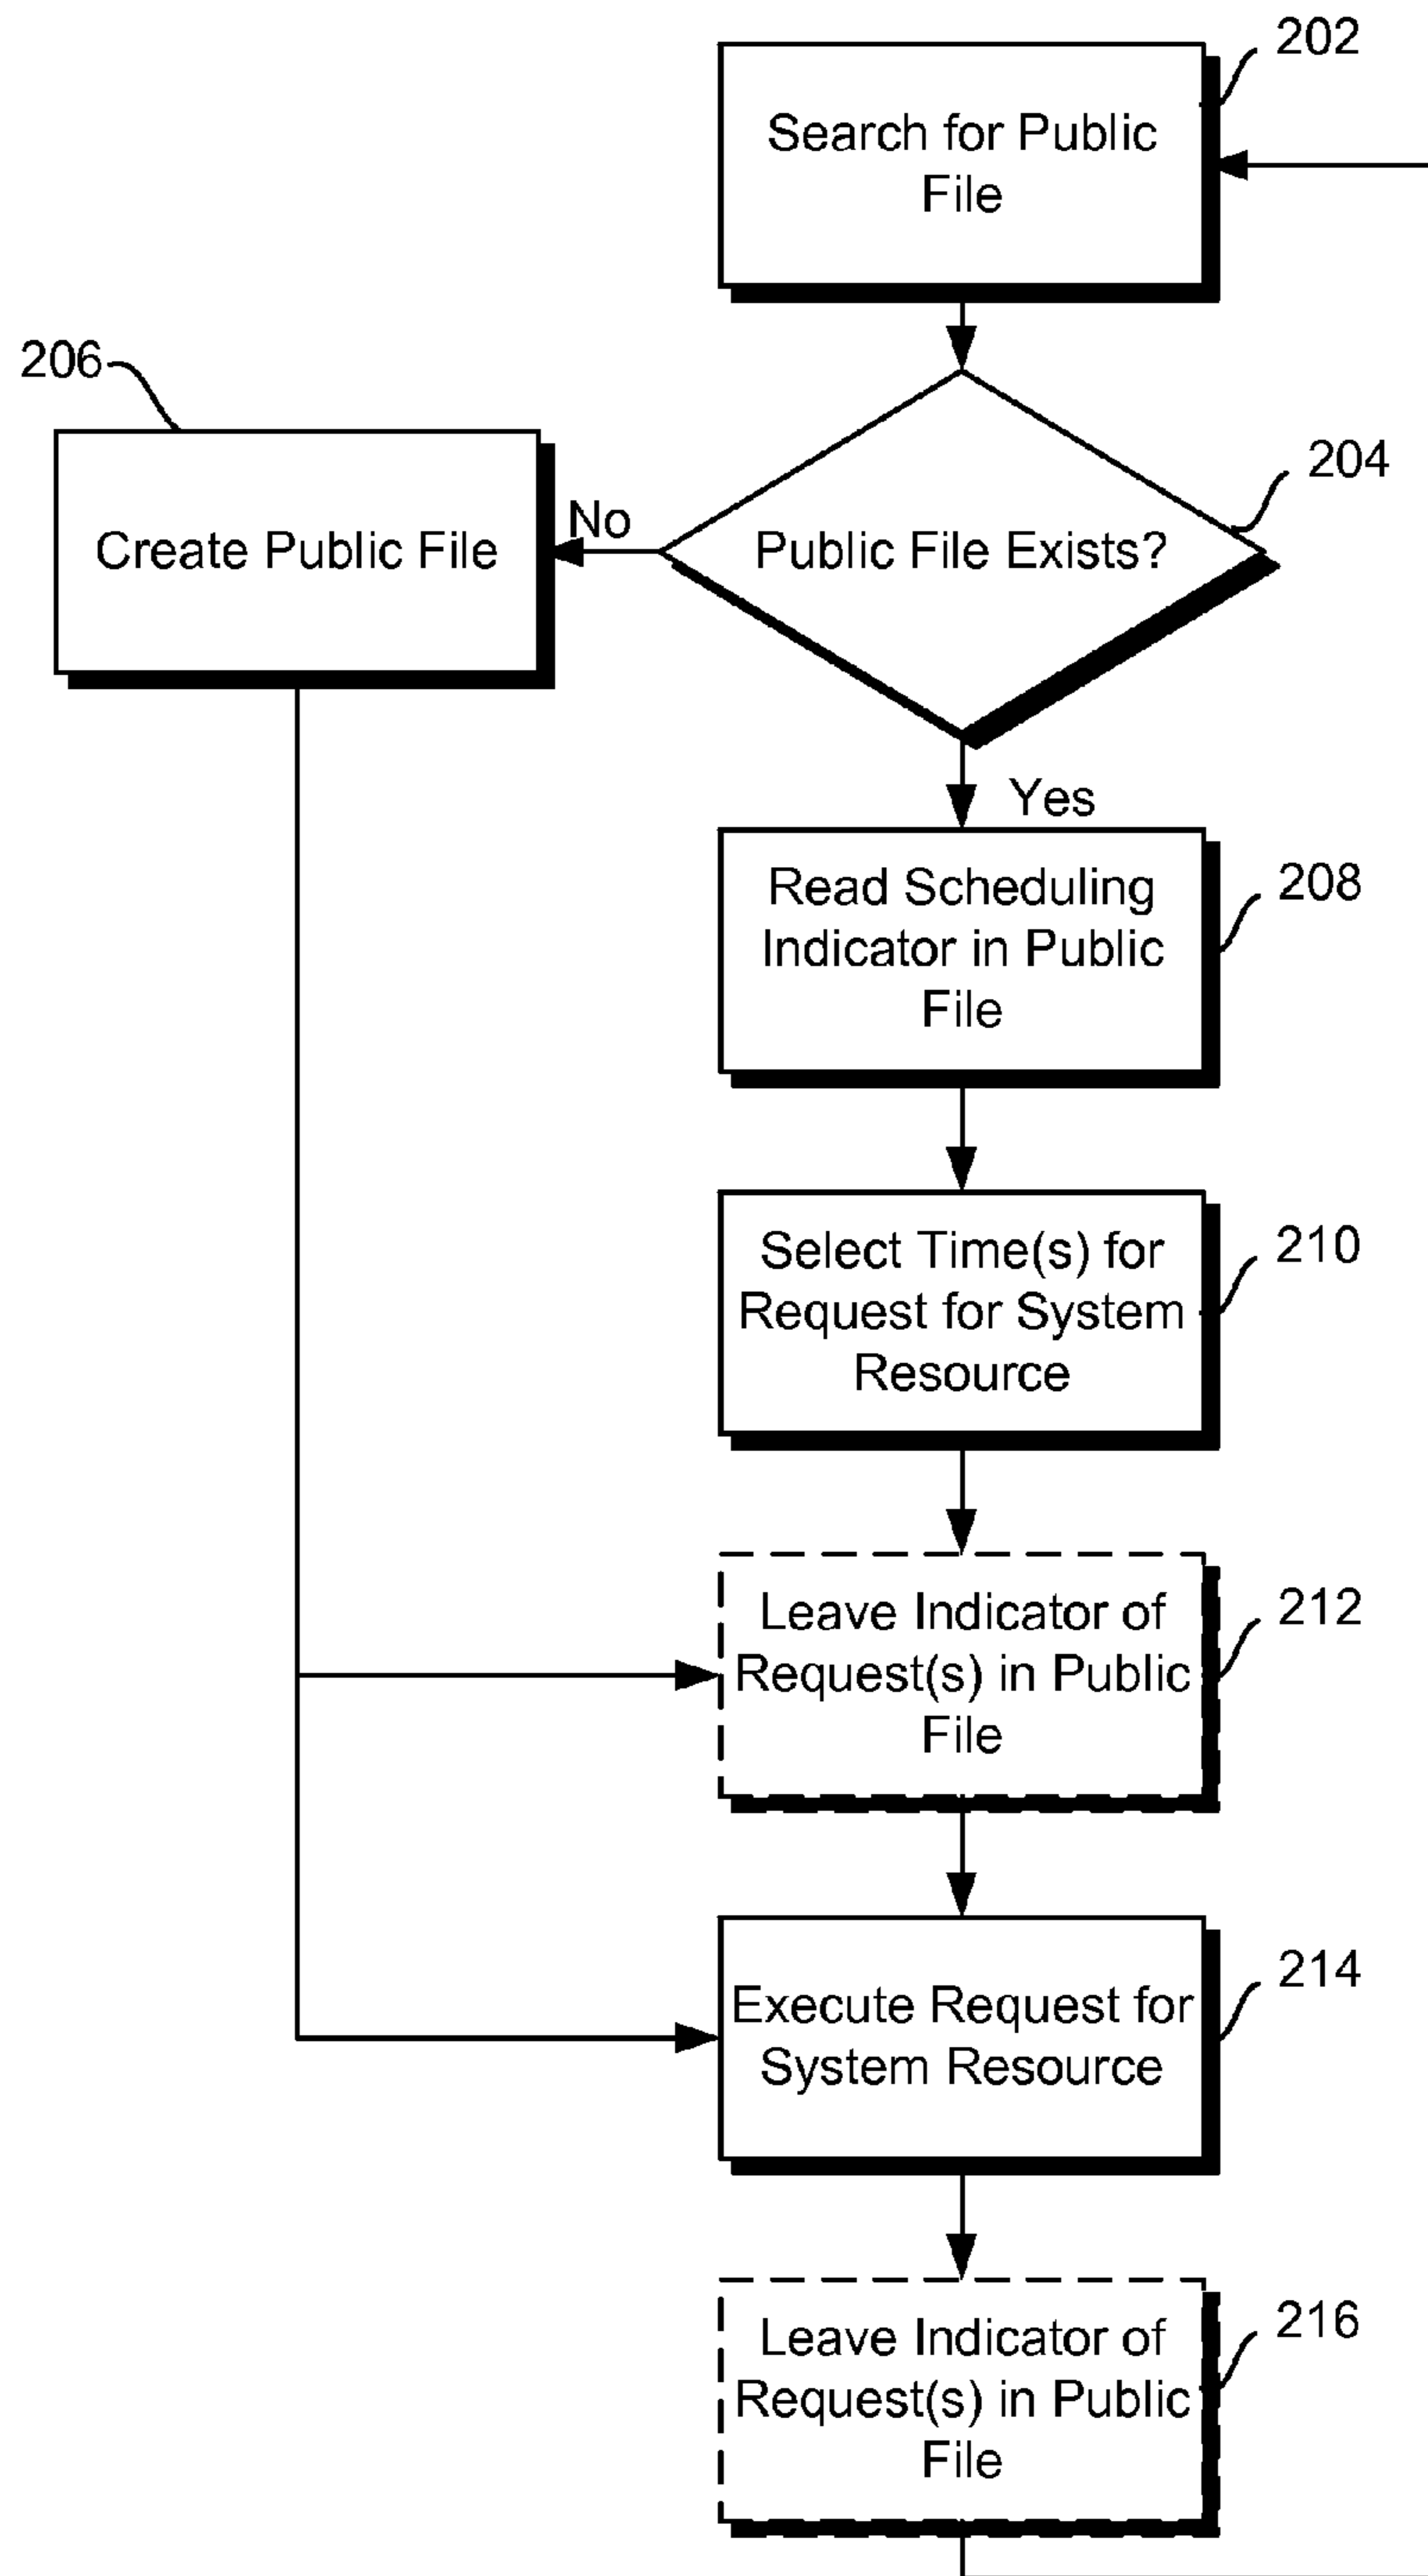 202
Search for Public
File
206
204
No
Create Public File
Public File Exists?
Yes
208
Read Scheduling
Indicator in Public
File
210
Select Time(s) for
Request for System
Resource
212
Leave Indicator of
Request(s) in Public
File
214
Execute Request for
System Resource
216
Leave Indicator of
Request(s) in Public
File